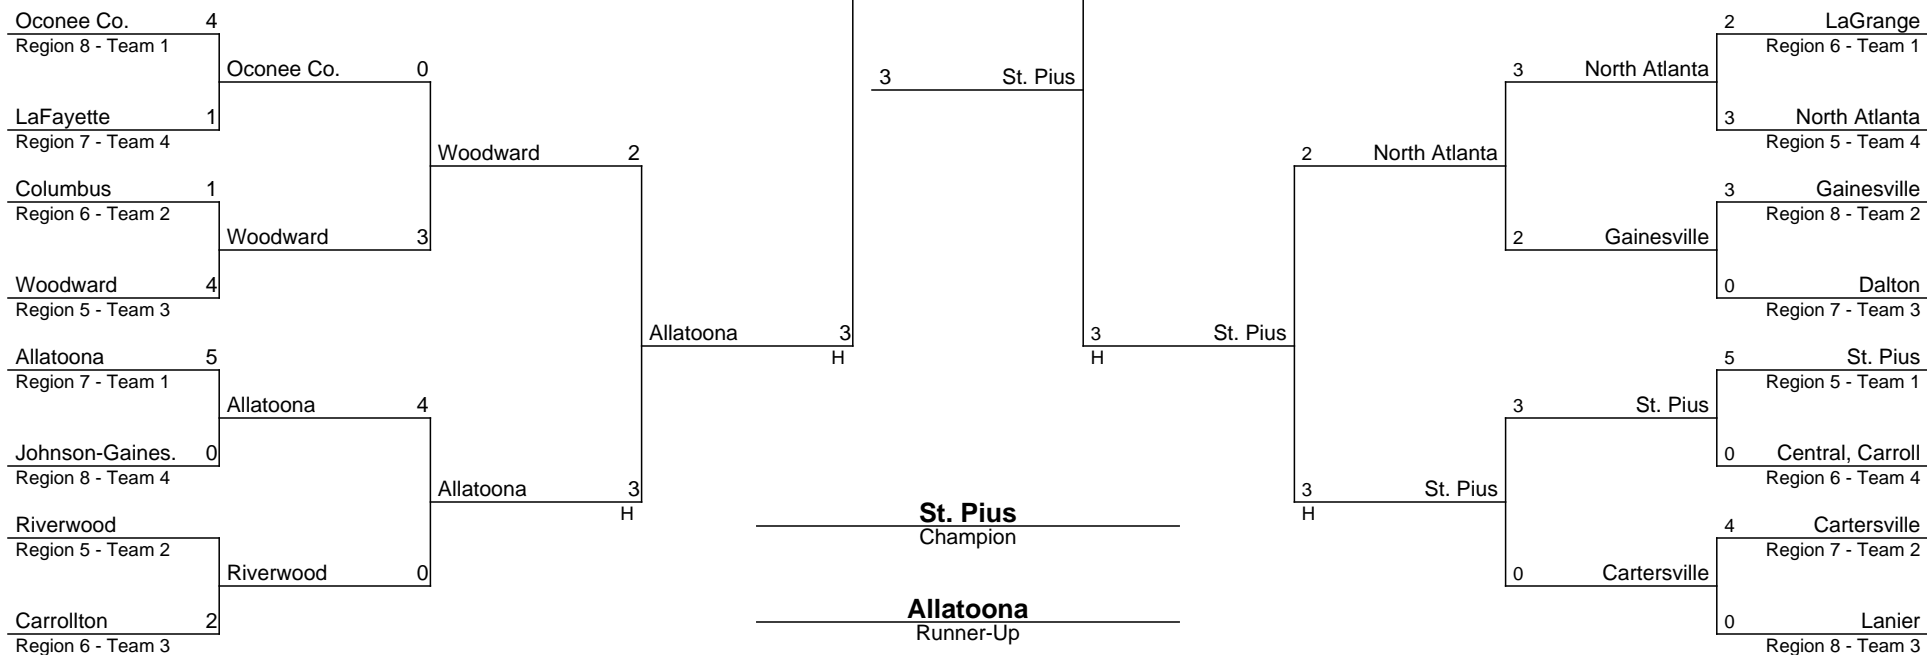 Oconee Co. 4
Region 8 - Team 1
Oconee Co. 0
LaFayette 1
Region 7 - Team 4
Woodward 2
Columbus 1
Region 6 - Team 2
Woodward 3
Woodward 4
Region 5 - Team 3
Allatoona 3
H
Allatoona 5
Region 7 - Team 1
Allatoona 4
Johnson-Gaines. 0
Region 8 - Team 4
Allatoona 3
H
Riverwood
Region 5 - Team 2
Riverwood 0
Carrollton 2
Region 6 - Team 3
3 St. Pius
St. Pius
Champion
Allatoona
Runner-Up
2 LaGrange
Region 6 - Team 1
3 North Atlanta
3 North Atlanta
Region 5 - Team 4
2 North Atlanta
3 Gainesville
Region 8 - Team 2
2 Gainesville
0 Dalton
Region 7 - Team 3
3 St. Pius
H
5 St. Pius
Region 5 - Team 1
3 St. Pius
0 Central, Carroll
Region 6 - Team 4
3 St. Pius
H
4 Cartersville
Region 7 - Team 2
0 Cartersville
0 Lanier
Region 8 - Team 3